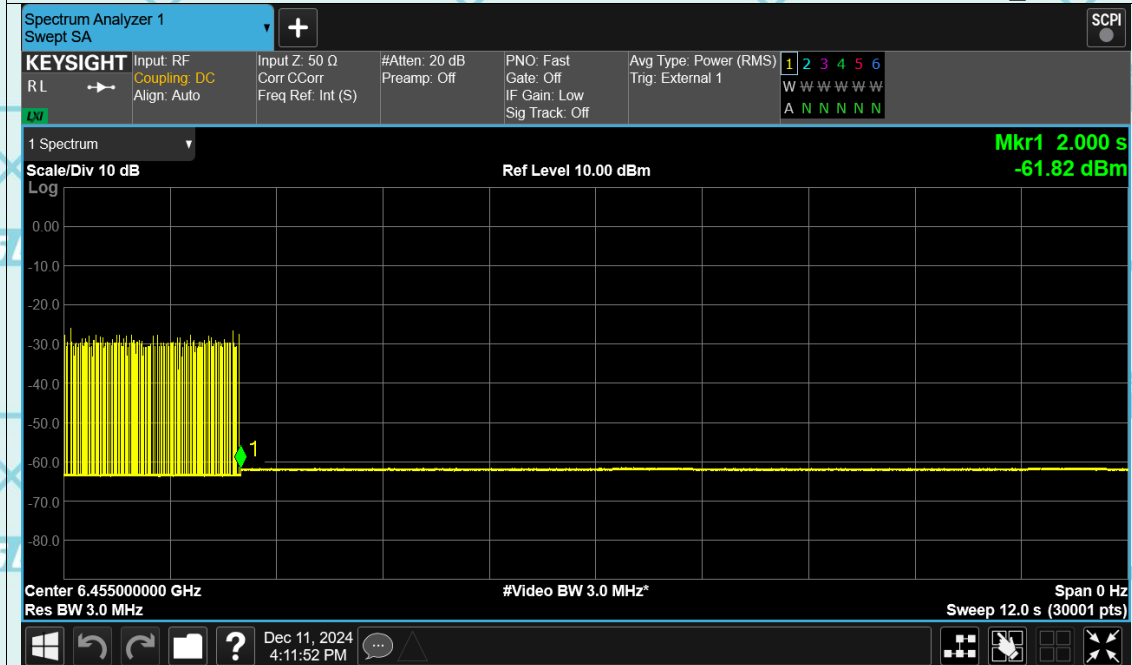 Spectrum Analyzer 1
Swept SA
+
SCPI
KEYSIGHT
RL
LXI
Input: RF
Coupling: DC
Align: Auto
Input Z: 50 Ω
Corr CCorr
Freq Ref: Int (S)
#Atten: 20 dB
Preamp: Off
PNO: Fast
Gate: Off
IF Gain: Low
Sig Track: Off
Avg Type: Power (RMS)
Trig: External 1
1 2 3 4 5 6
W W W W W W
A N N N N N
1 Spectrum
Mkr1 2.000 s
-61.82 dBm
Scale/Div 10 dB
Ref Level 10.00 dBm
Log
0.00
-10.0
-20.0
-30.0
-40.0
-50.0
1
-60.0
-70.0
-80.0
Center 6.455000000 GHz
#Video BW 3.0 MHz*
Span 0 Hz
Res BW 3.0 MHz
Sweep 12.0 s (30001 pts)
?
Dec 11, 2024
4:11:52 PM